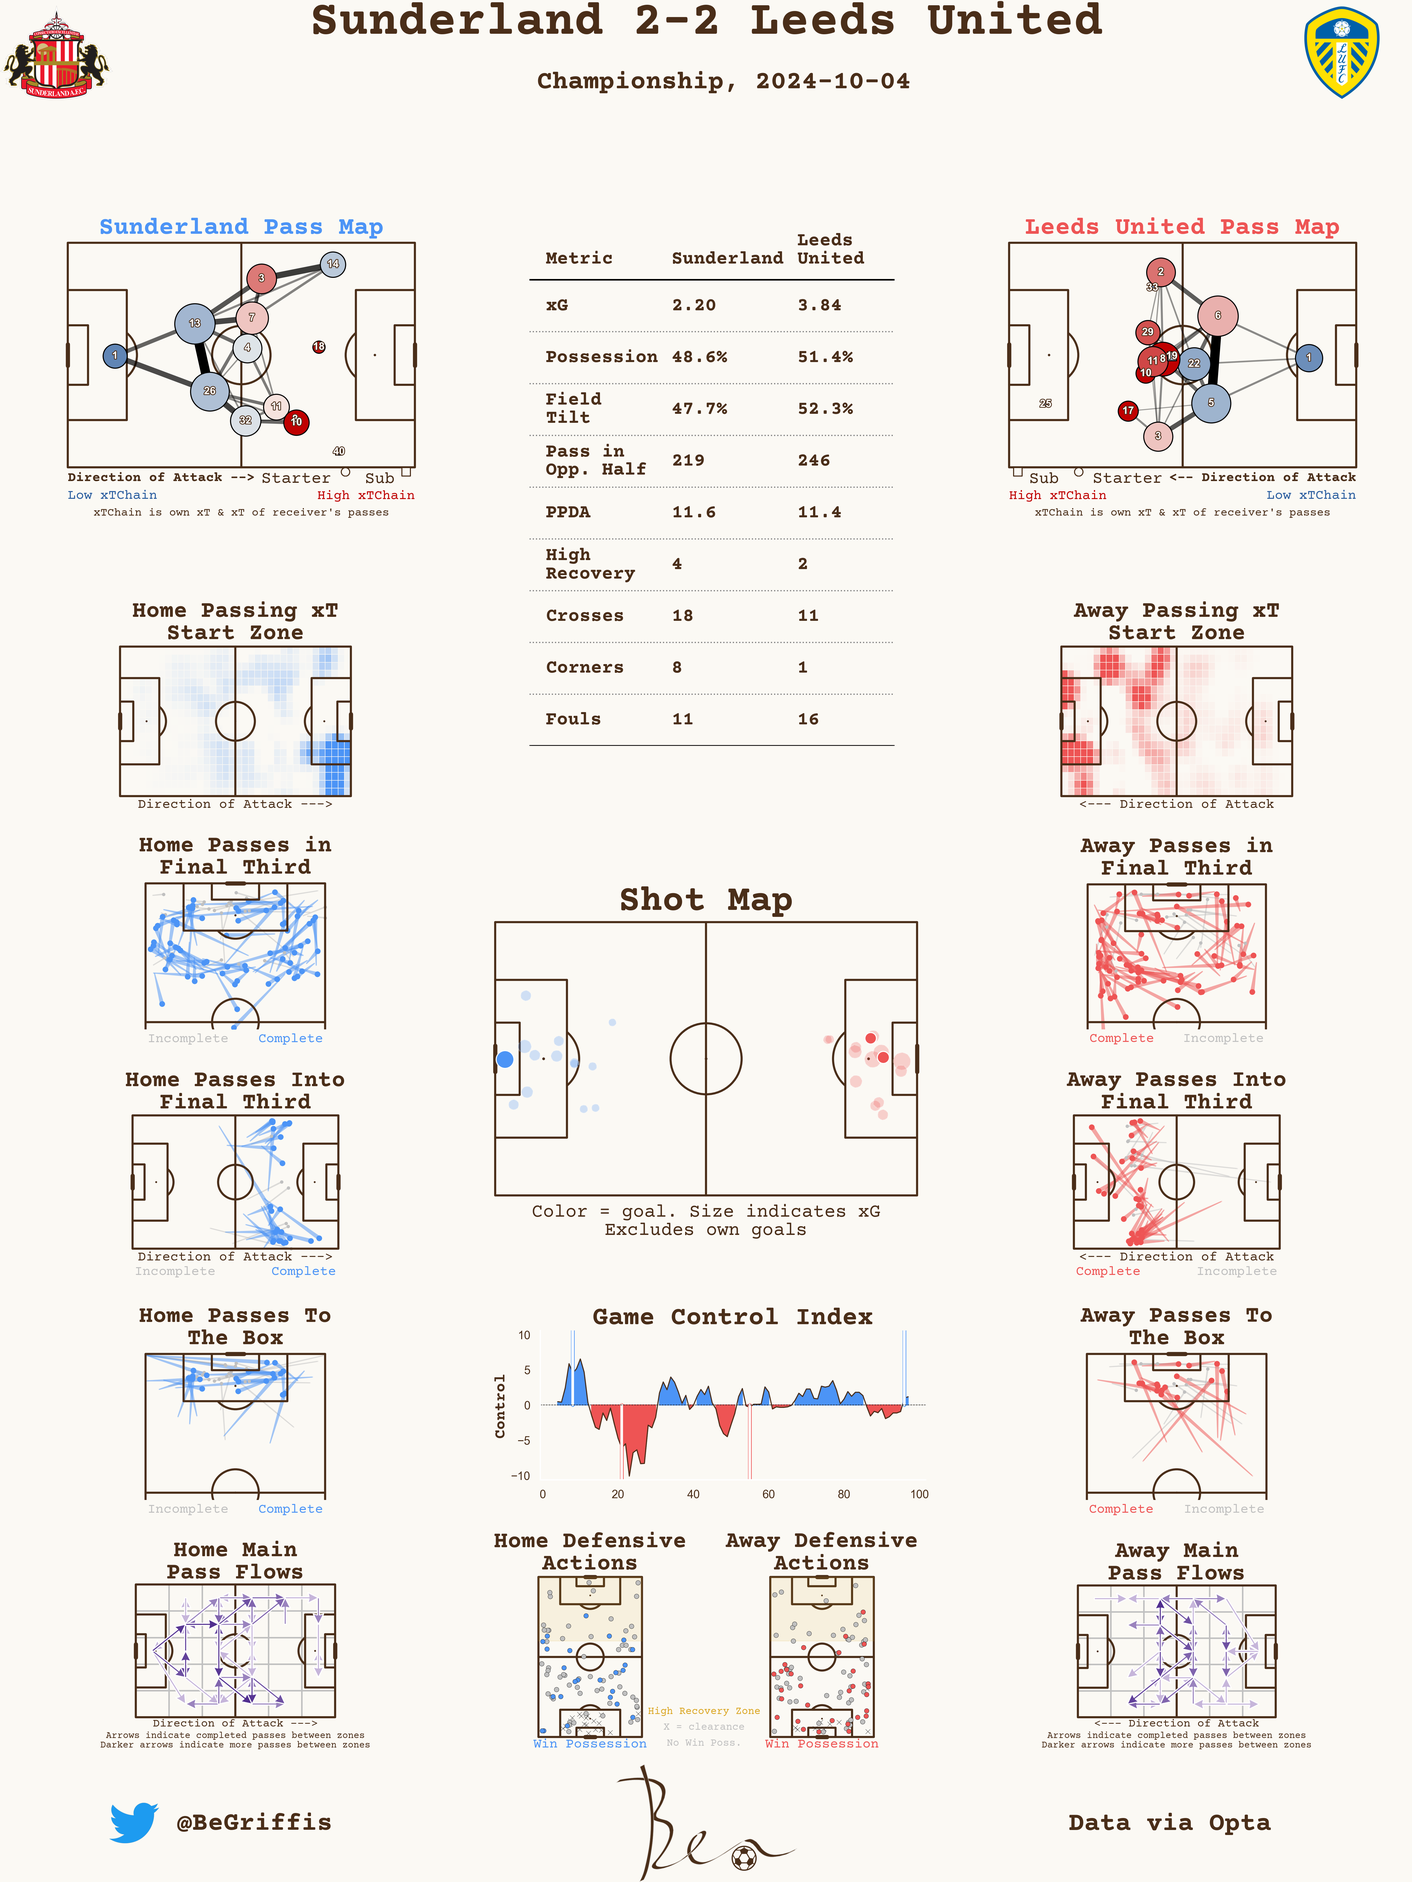 Sunderland 2-2 Leeds United
Championship, 2024-10-04
SUNDERLAND A.F.C.
LUFC
Sunderland Pass Map
3
14
13
7
4
18
1
26
11
32
10
40
Direction of Attack --> Starter Sub
Low xTChain High xTChain
xTChain is own xT & xT of receiver's passes
Metric Sunderland Leeds United
xG 2.20 3.84
Possession 48.6% 51.4%
Field Tilt 47.7% 52.3%
Pass in Opp. Half 219 246
PPDA 11.6 11.4
High Recovery 4 2
Crosses 18 11
Corners 8 1
Fouls 11 16
Leeds United Pass Map
2
33
6
29
11 8 19
22
1
10
25
17
5
3
Sub Starter <-- Direction of Attack
High xTChain Low xTChain
xTChain is own xT & xT of receiver's passes
Home Passing xT
Start Zone
Direction of Attack --->
Away Passing xT
Start Zone
<--- Direction of Attack
Home Passes in
Final Third
Incomplete Complete
Away Passes in
Final Third
Complete Incomplete
Shot Map
Color = goal. Size indicates xG
Excludes own goals
Home Passes Into
Final Third
Direction of Attack --->
Incomplete Complete
Away Passes Into
Final Third
<--- Direction of Attack
Complete Incomplete
Home Passes To
The Box
Incomplete Complete
Game Control Index
Control
10
5
0
−5
−10
0 20 40 60 80 100
Away Passes To
The Box
Complete Incomplete
Home Main
Pass Flows
Direction of Attack --->
Arrows indicate completed passes between zones
Darker arrows indicate more passes between zones
Home Defensive
Actions
Win Possession
High Recovery Zone
X = clearance
No Win Poss.
Away Defensive
Actions
Win Possession
Away Main
Pass Flows
<--- Direction of Attack
Arrows indicate completed passes between zones
Darker arrows indicate more passes between zones
@BeGriffis
Ben
Data via Opta